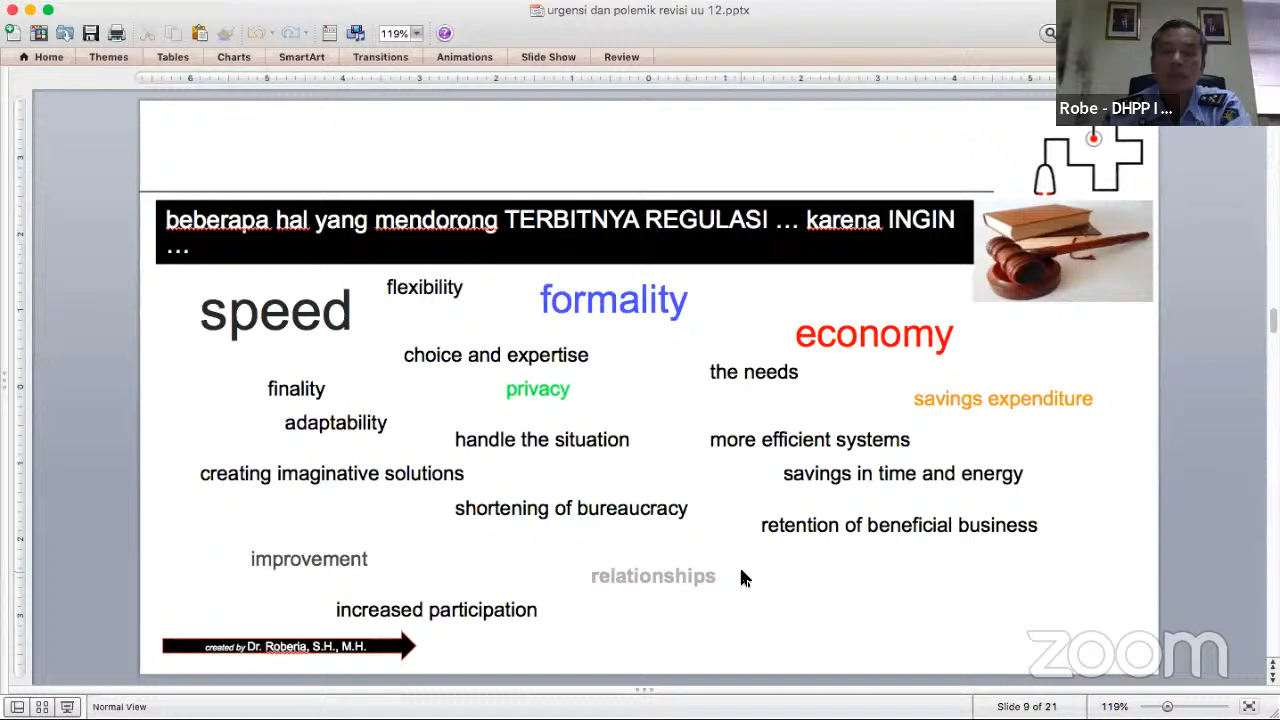 urgensi dan polemik revisi uu 12.pptx
119%
Home
Themes
Tables
Charts
SmartArt
Transitions
Animations
Slide Show
Review
Robe - DHPP I ...
beberapa hal yang mendorong TERBITNYA REGULASI … karena INGIN
…
speed
flexibility
formality
economy
choice and expertise
the needs
finality
privacy
savings expenditure
adaptability
handle the situation
more efficient systems
creating imaginative solutions
savings in time and energy
shortening of bureaucracy
retention of beneficial business
improvement
relationships
increased participation
created by Dr. Roberia, S.H., M.H.
zoom
Normal View
Slide 9 of 21
119%